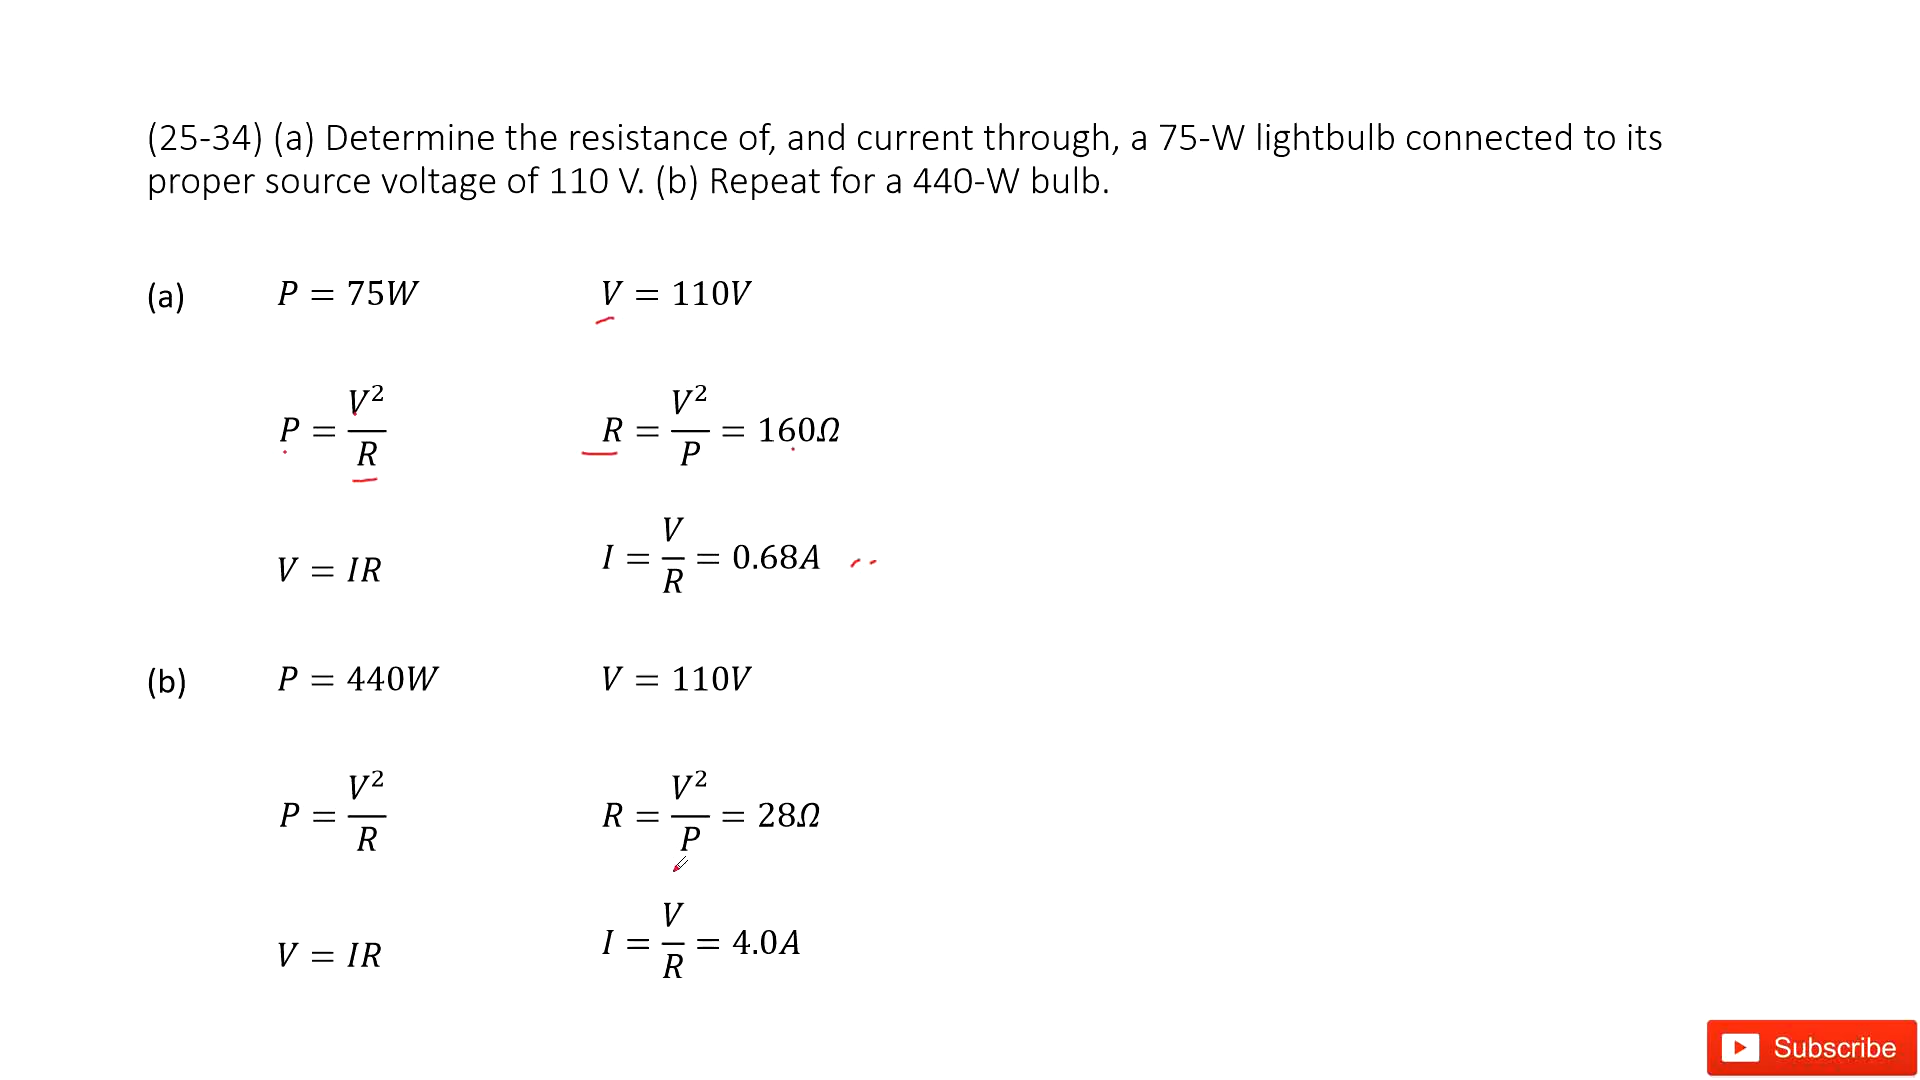 (25-34) (a) Determine the resistance of, and current through, a 75-W lightbulb connected to its
proper source voltage of 110 V. (b) Repeat for a 440-W bulb.
(a) P = 75W V = 110V
P = V²/R R = V²/P = 160Ω
V = IR I = V/R = 0.68A
(b) P = 440W V = 110V
P = V²/R R = V²/P = 28Ω
V = IR I = V/R = 4.0A
Subscribe